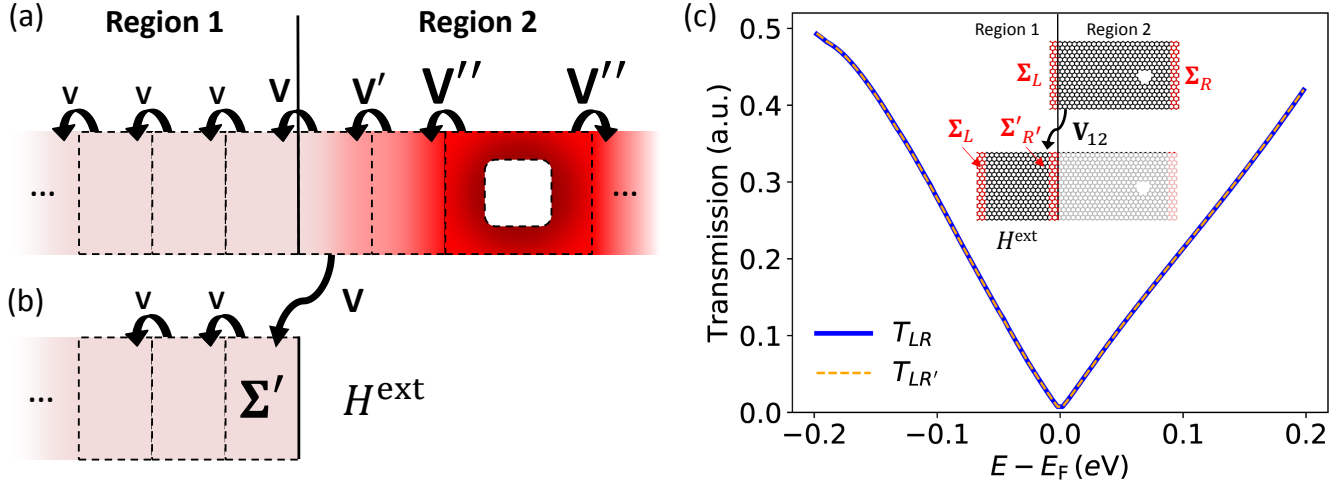 (a)
Region 1
Region 2
V V V V V′ V′′ V′′
... ...
(b)
V V V
... Σ′ H^ext
(c)
Transmission (a.u.)
0.5
0.4
0.3
0.2
0.1
0.0
Region 1 Region 2
Σ_L Σ_R
Σ_L Σ′_R′ V_12
H^ext
T_LR
T_LR′
−0.2 −0.1 0.0 0.1 0.2
E − E_F (eV)